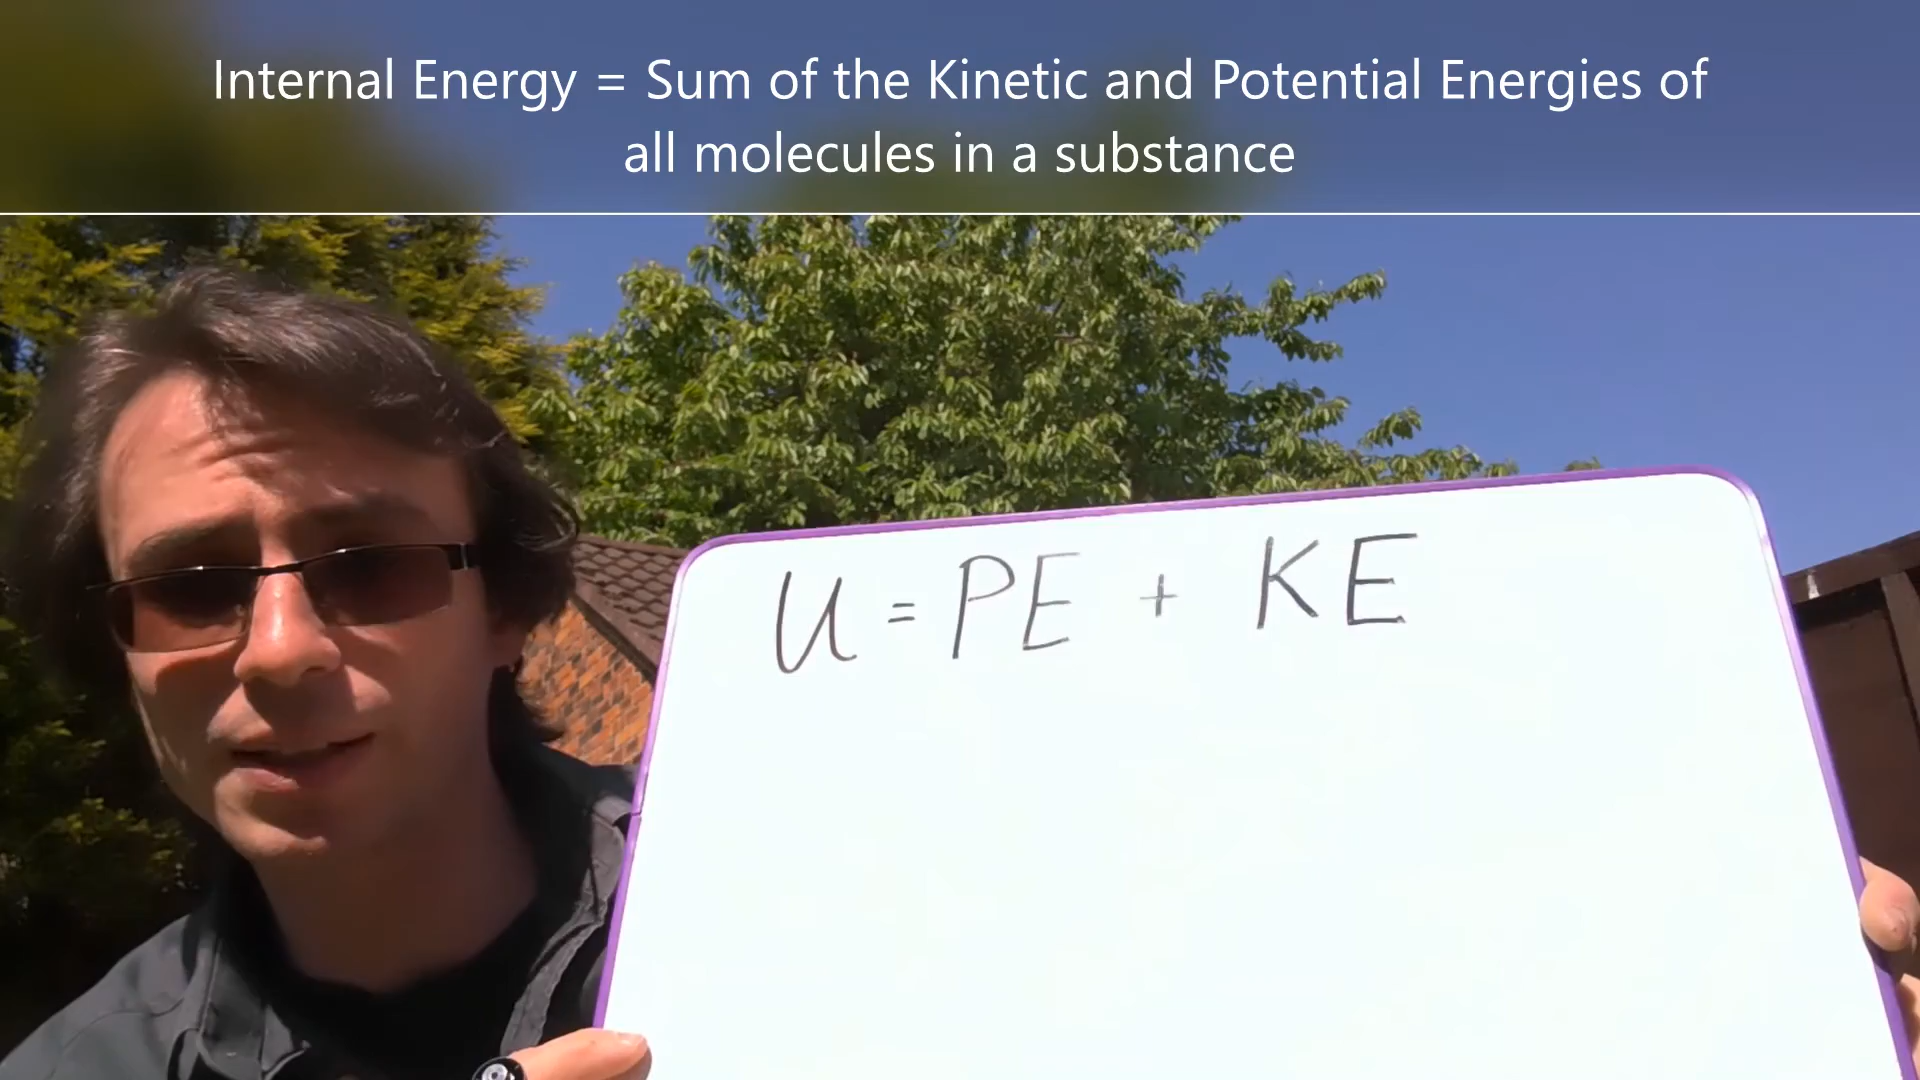 Internal Energy = Sum of the Kinetic and Potential Energies of
all molecules in a substance
U = PE + KE